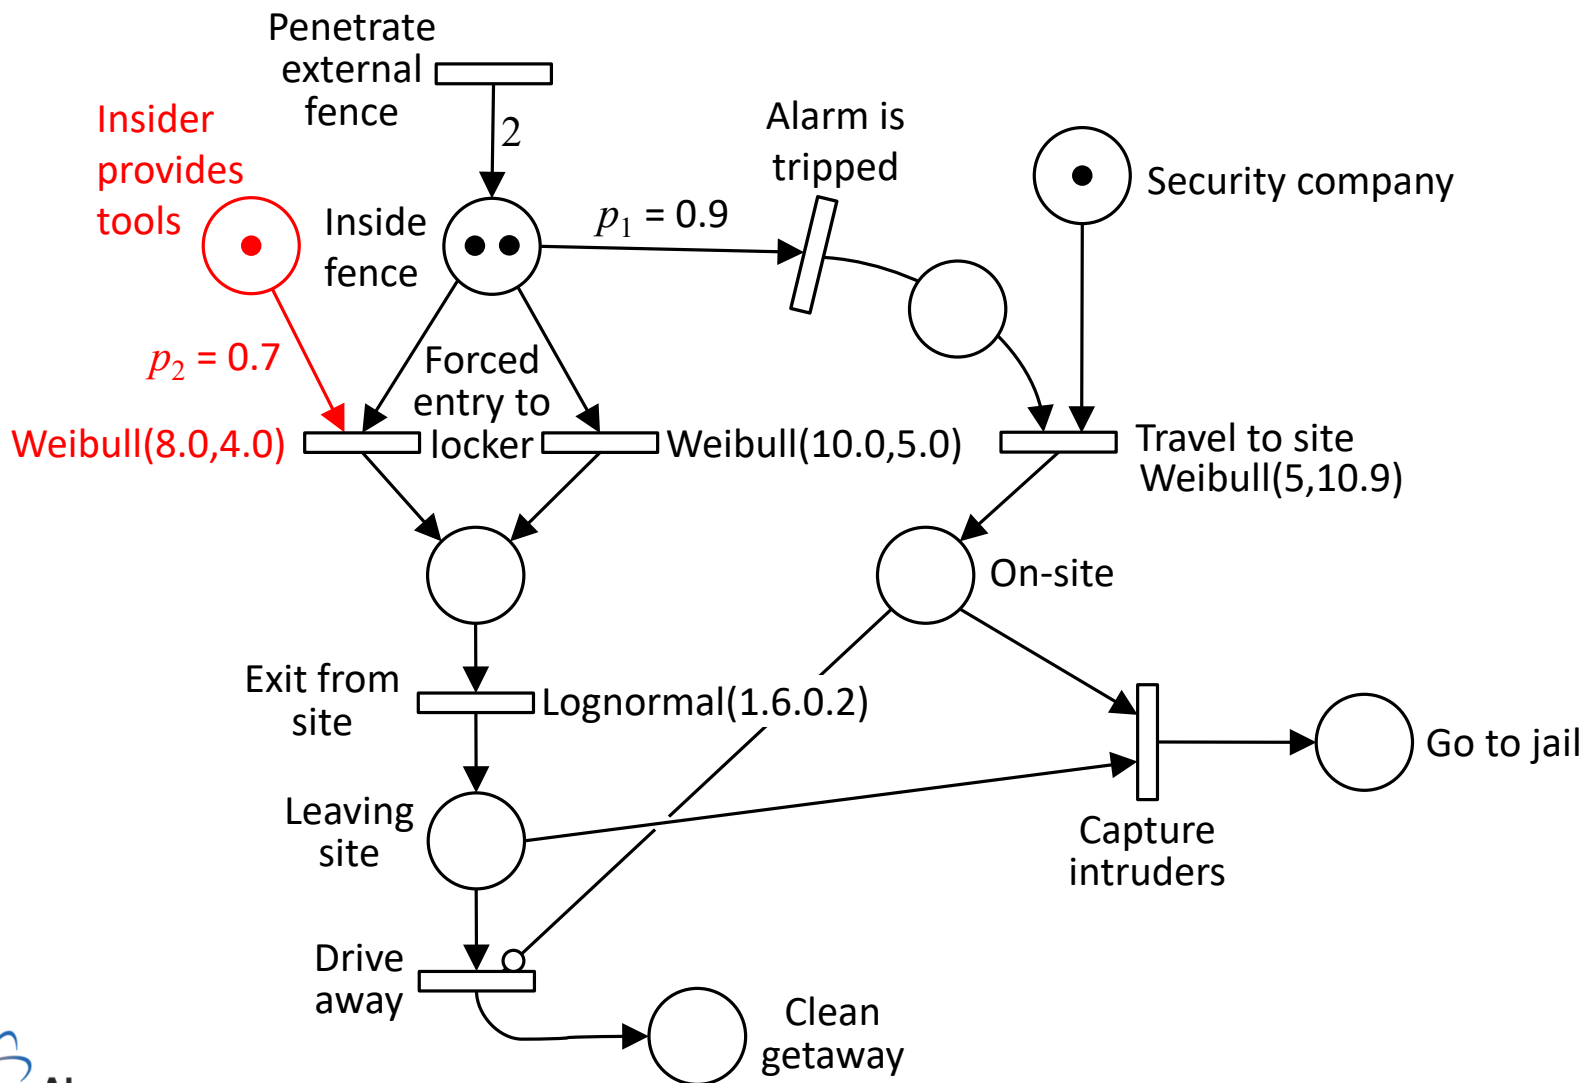 Penetrate
external
fence
2
Insider
provides
tools
Inside
fence
p1 = 0.9
Alarm is
tripped
Security company
p2 = 0.7
Forced
entry to
locker
Weibull(8.0,4.0)
Weibull(10.0,5.0)
Travel to site
Weibull(5,10.9)
On-site
Exit from
site
Lognormal(1.6.0.2)
Go to jail
Leaving
site
Capture
intruders
Drive
away
Clean
getaway